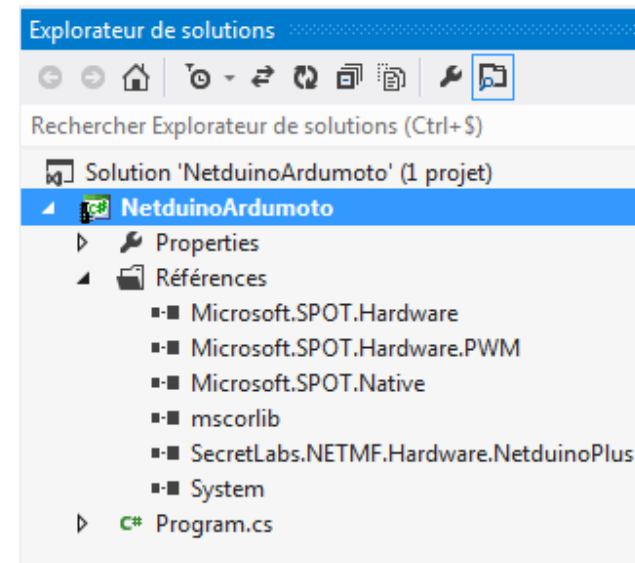 Explorateur de solutions
Rechercher Explorateur de solutions (Ctrl+$)
Solution 'NetduinoArdumoto' (1 projet)
C# NetduinoArdumoto
Properties
Références
Microsoft.SPOT.Hardware
Microsoft.SPOT.Hardware.PWM
Microsoft.SPOT.Native
mscorlib
SecretLabs.NETMF.Hardware.NetduinoPlus
System
C# Program.cs